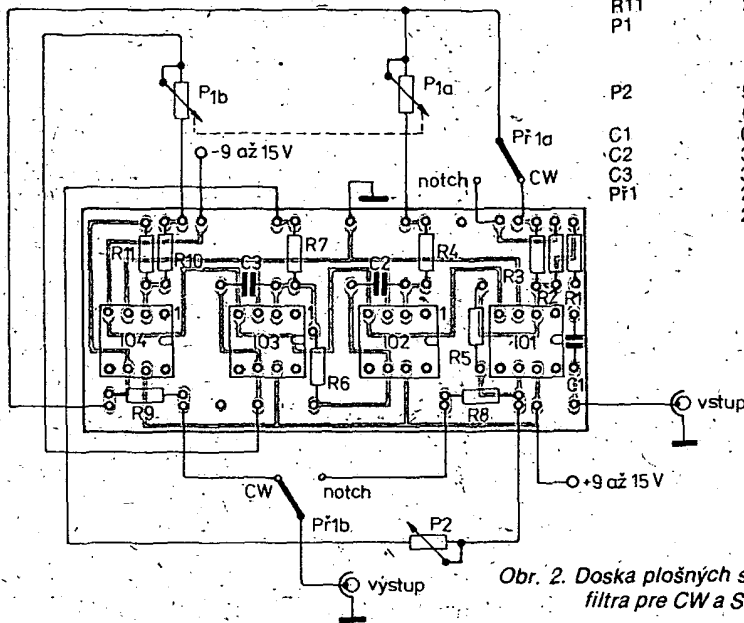 R11
P1
P2
C1
C2
C3
Př1
P1b
P1a
Př1a
-9 až 15 V
notch
CW
R11
R10
C3
R7
C2
R4
R3
R2
R1
1
1
1
IO4
IO3
IO2
IO1
R5
R6
C1
R9
R8
vstup
CW
notch
+9 až 15 V
Př1b
P2
výstup
Obr. 2. Doska plošných s
filtra pre CW a S